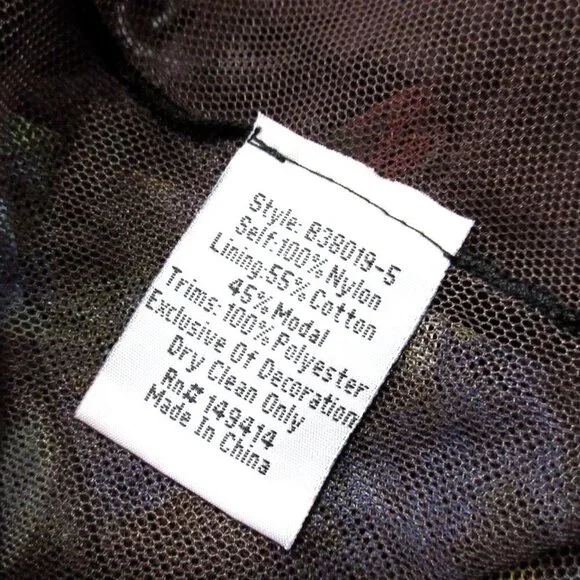 Style: B38019-5
Self:100% Nylon
Lining:55% Cotton
45% Modal
Trims:100% Polyester
Exclusive Of Decoration
Dry Clean Only
Rn# 149414
Made In China